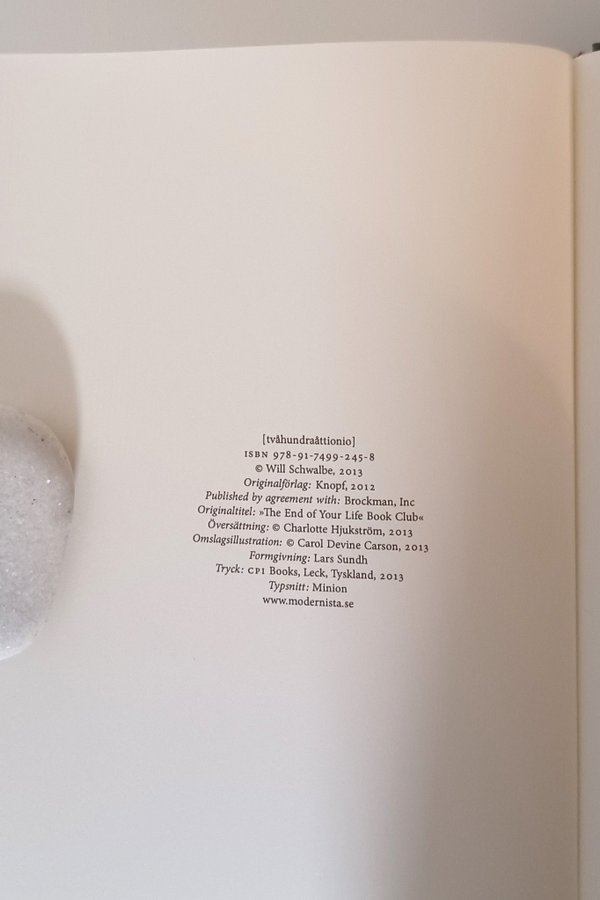 [tvåhundraåttionio]
ISBN 978-91-7499-245-8
© Will Schwalbe, 2013
Originalförlag: Knopf, 2012
Published by agreement with: Brockman, Inc
Originaltitel: »The End of Your Life Book Club«
Översättning: © Charlotte Hjukström, 2013
Omslagsillustration: © Carol Devine Carson, 2013
Formgivning: Lars Sundh
Tryck: CPI Books, Leck, Tyskland, 2013
Typsnitt: Minion
www.modernista.se